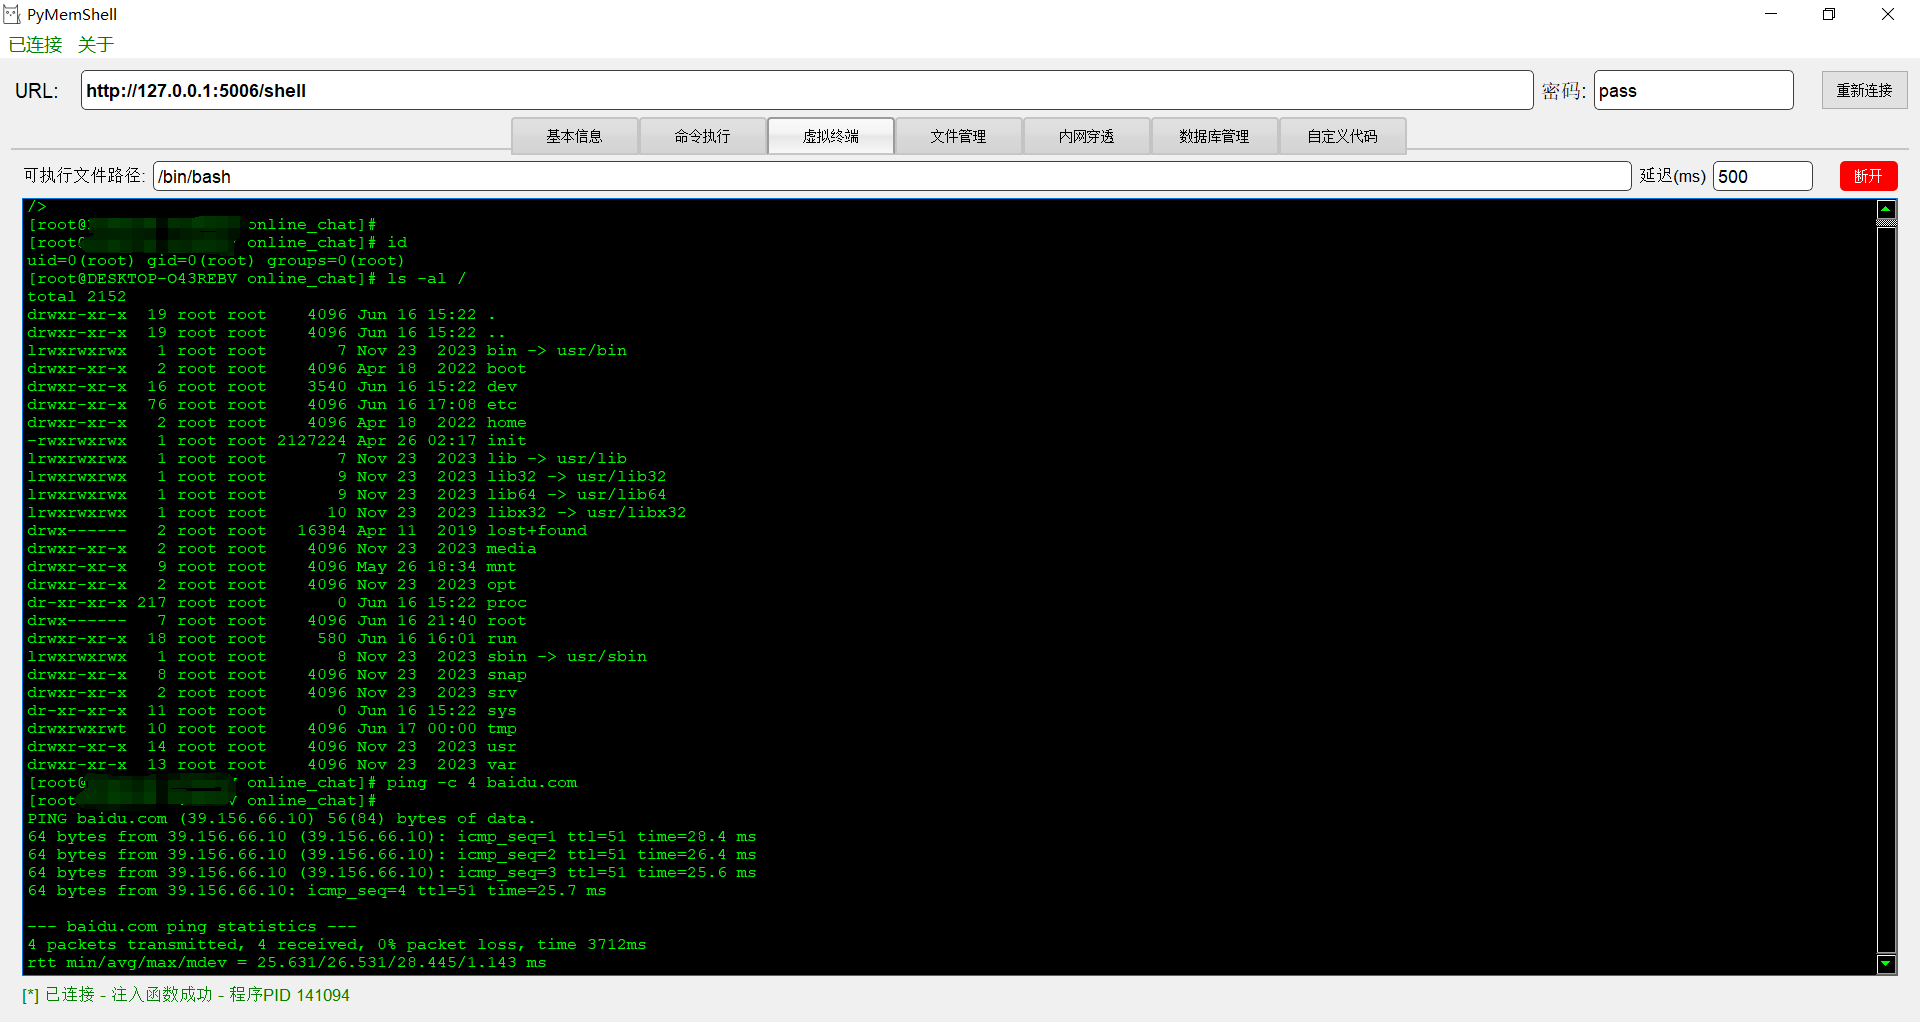 PyMemShell
已连接 关于
URL: http://127.0.0.1:5006/shell 密码: pass 重新连接
基本信息 命令执行 虚拟终端 文件管理 内网穿透 数据库管理 自定义代码
可执行文件路径: /bin/bash 延迟(ms) 500 断开
/>
[root@ online_chat]#
[root@ online_chat]# id
uid=0(root) gid=0(root) groups=0(root)
[root@DESKTOP-O43REBV online_chat]# ls -al /
total 2152
drwxr-xr-x  19 root root    4096 Jun 16 15:22 .
drwxr-xr-x  19 root root    4096 Jun 16 15:22 ..
lrwxrwxrwx   1 root root       7 Nov 23  2023 bin -> usr/bin
drwxr-xr-x   2 root root    4096 Apr 18  2022 boot
drwxr-xr-x  16 root root    3540 Jun 16 15:22 dev
drwxr-xr-x  76 root root    4096 Jun 16 17:08 etc
drwxr-xr-x   2 root root    4096 Apr 18  2022 home
-rwxrwxrwx   1 root root 2127224 Apr 26 02:17 init
lrwxrwxrwx   1 root root       7 Nov 23  2023 lib -> usr/lib
lrwxrwxrwx   1 root root       9 Nov 23  2023 lib32 -> usr/lib32
lrwxrwxrwx   1 root root       9 Nov 23  2023 lib64 -> usr/lib64
lrwxrwxrwx   1 root root      10 Nov 23  2023 libx32 -> usr/libx32
drwx------   2 root root   16384 Apr 11  2019 lost+found
drwxr-xr-x   2 root root    4096 Nov 23  2023 media
drwxr-xr-x   9 root root    4096 May 26 18:34 mnt
drwxr-xr-x   2 root root    4096 Nov 23  2023 opt
dr-xr-xr-x 217 root root       0 Jun 16 15:22 proc
drwx------   7 root root    4096 Jun 16 21:40 root
drwxr-xr-x  18 root root     580 Jun 16 16:01 run
lrwxrwxrwx   1 root root       8 Nov 23  2023 sbin -> usr/sbin
drwxr-xr-x   8 root root    4096 Nov 23  2023 snap
drwxr-xr-x   2 root root    4096 Nov 23  2023 srv
dr-xr-xr-x  11 root root       0 Jun 16 15:22 sys
drwxrwxrwt  10 root root    4096 Jun 17 00:00 tmp
drwxr-xr-x  14 root root    4096 Nov 23  2023 usr
drwxr-xr-x  13 root root    4096 Nov 23  2023 var
[root@ online_chat]# ping -c 4 baidu.com
[root V online_chat]#
PING baidu.com (39.156.66.10) 56(84) bytes of data.
64 bytes from 39.156.66.10 (39.156.66.10): icmp_seq=1 ttl=51 time=28.4 ms
64 bytes from 39.156.66.10 (39.156.66.10): icmp_seq=2 ttl=51 time=26.4 ms
64 bytes from 39.156.66.10 (39.156.66.10): icmp_seq=3 ttl=51 time=25.6 ms
64 bytes from 39.156.66.10: icmp_seq=4 ttl=51 time=25.7 ms
--- baidu.com ping statistics ---
4 packets transmitted, 4 received, 0% packet loss, time 3712ms
rtt min/avg/max/mdev = 25.631/26.531/28.445/1.143 ms
[*] 已连接 - 注入函数成功 - 程序PID 141094